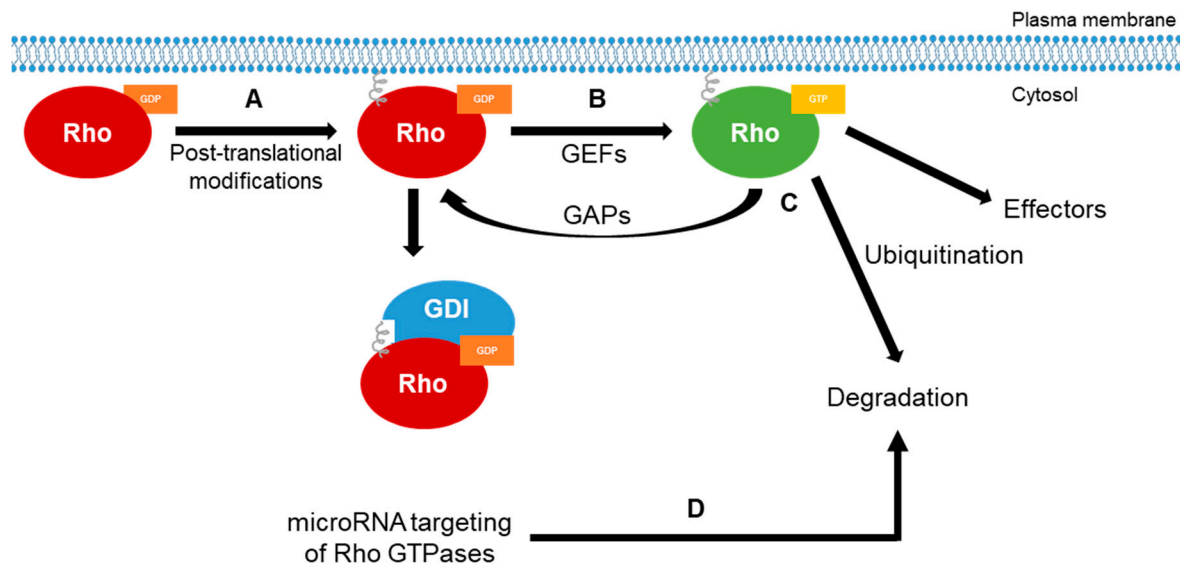 Plasma membrane
Cytosol
GDP
Rho
A
Post-translational
modifications
GDP
Rho
B
GEFs
GTP
Rho
C
GAPs
Effectors
Ubiquitination
GDI
GDP
Rho
Degradation
D
microRNA targeting
of Rho GTPases